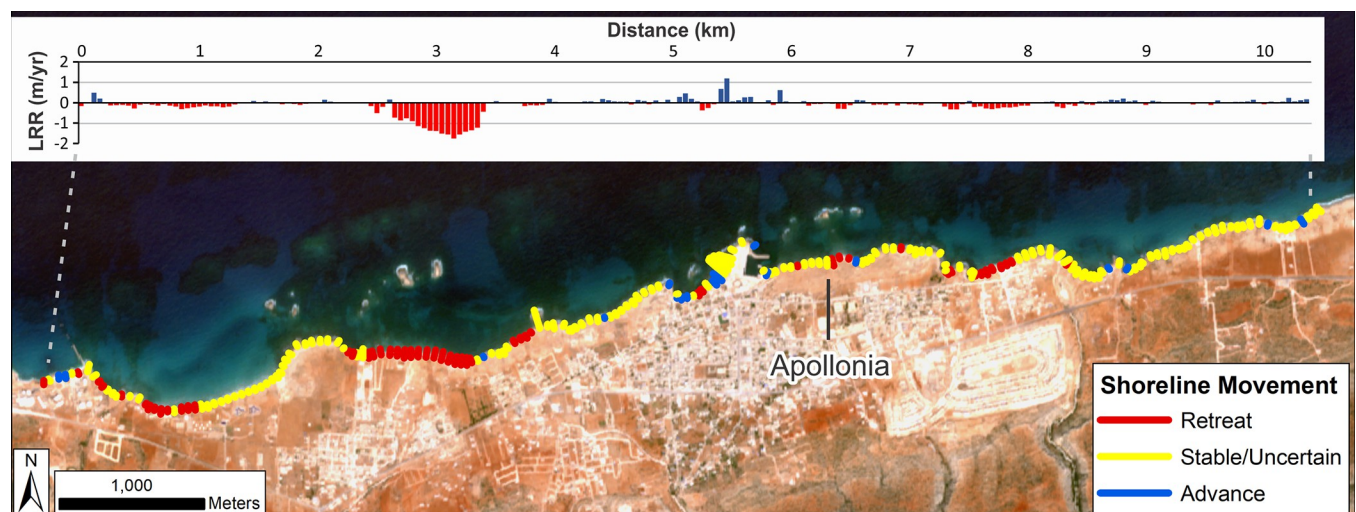 Distance (km)
0 1 2 3 4 5 6 7 8 9 10
LRR (m/yr)
2
1
0
-1
-2
Apollonia
Shoreline Movement
Retreat
Stable/Uncertain
Advance
N
1,000
Meters